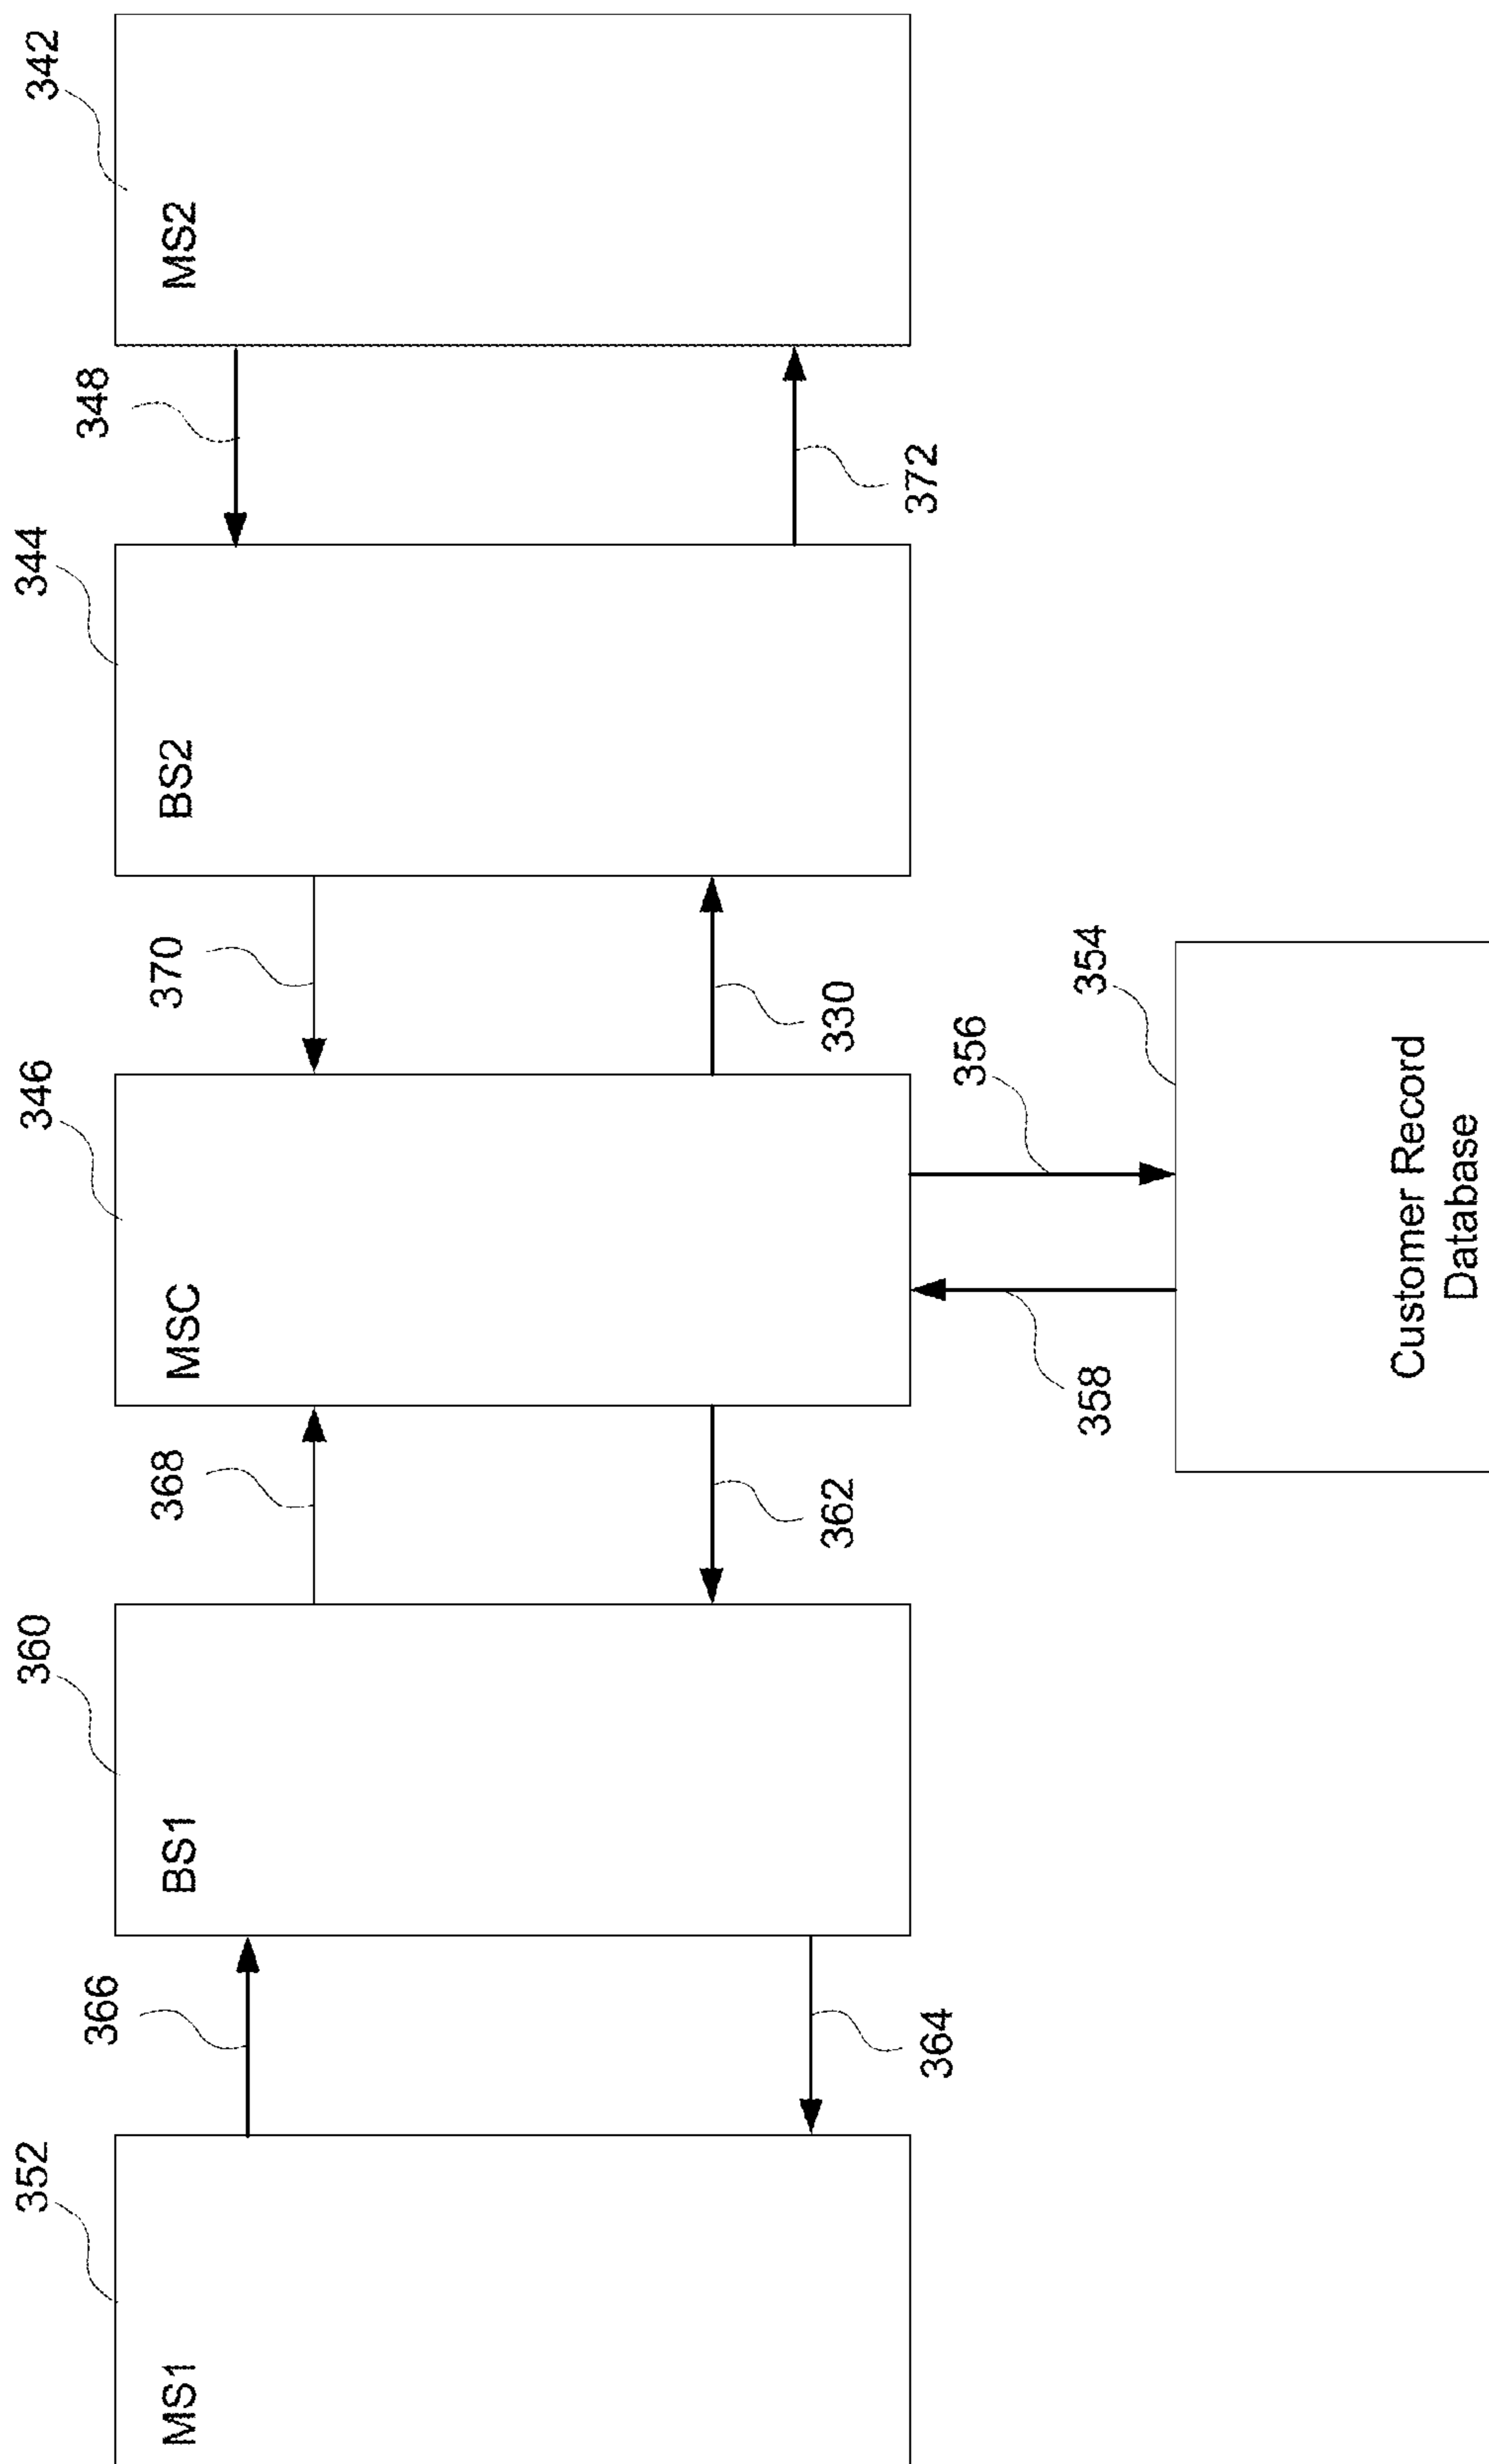 352
360
346
344
342
MS1
BS1
MSC
BS2
MS2
366
368
370
348
364
362
330
372
358
356
354
Customer Record
Database